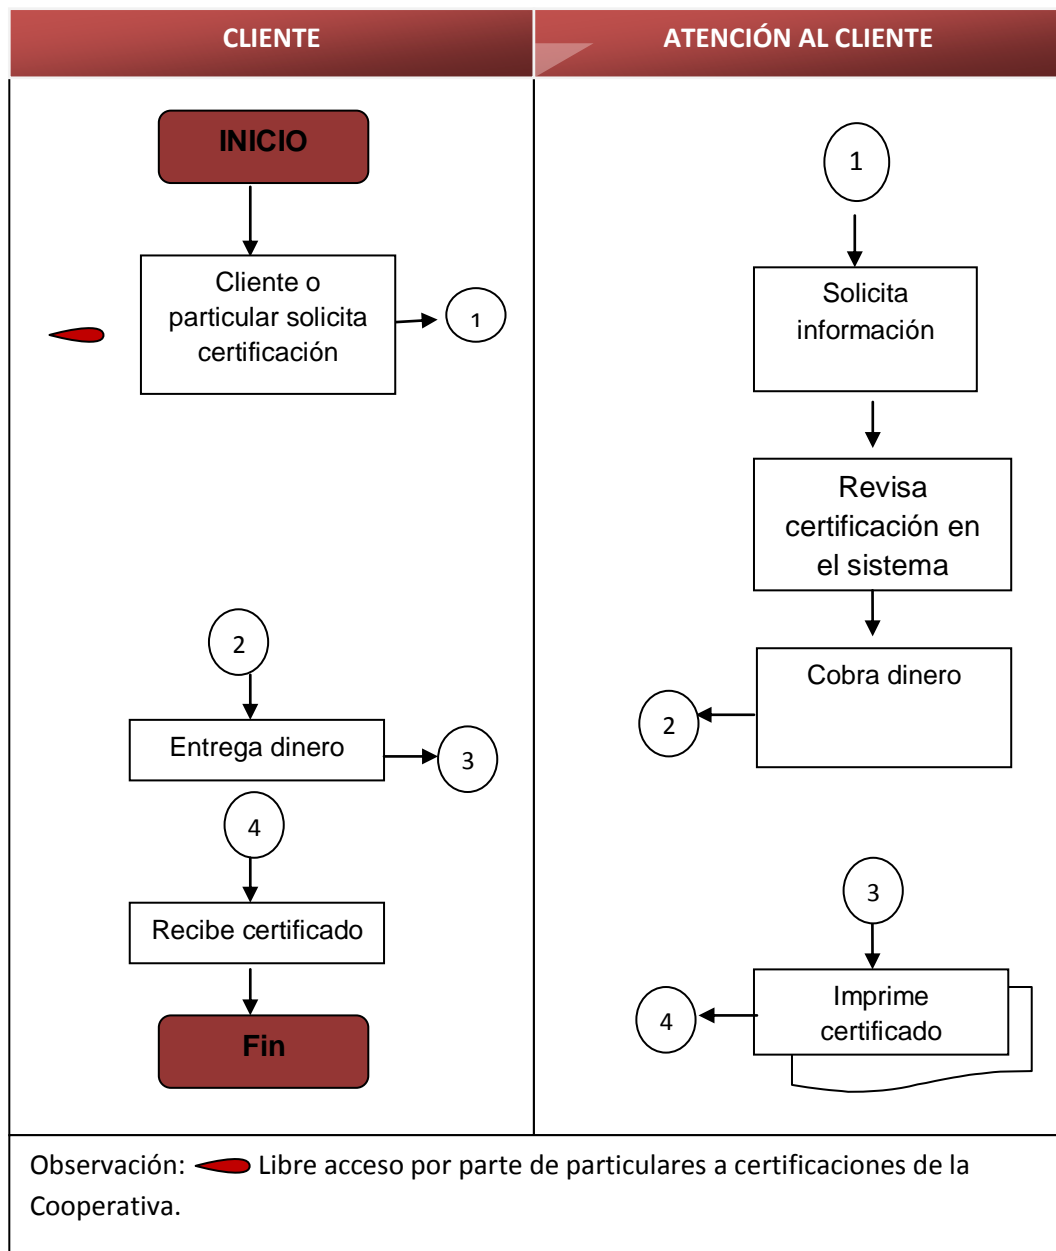 CLIENTE
ATENCIÓN AL CLIENTE
INICIO
Cliente o
particular solicita
certificación
1
1
Solicita
información
Revisa
certificación en
el sistema
Cobra dinero
2
2
Entrega dinero
3
4
Recibe certificado
Fin
3
Imprime
certificado
4
Observación: Libre acceso por parte de particulares a certificaciones de la
Cooperativa.